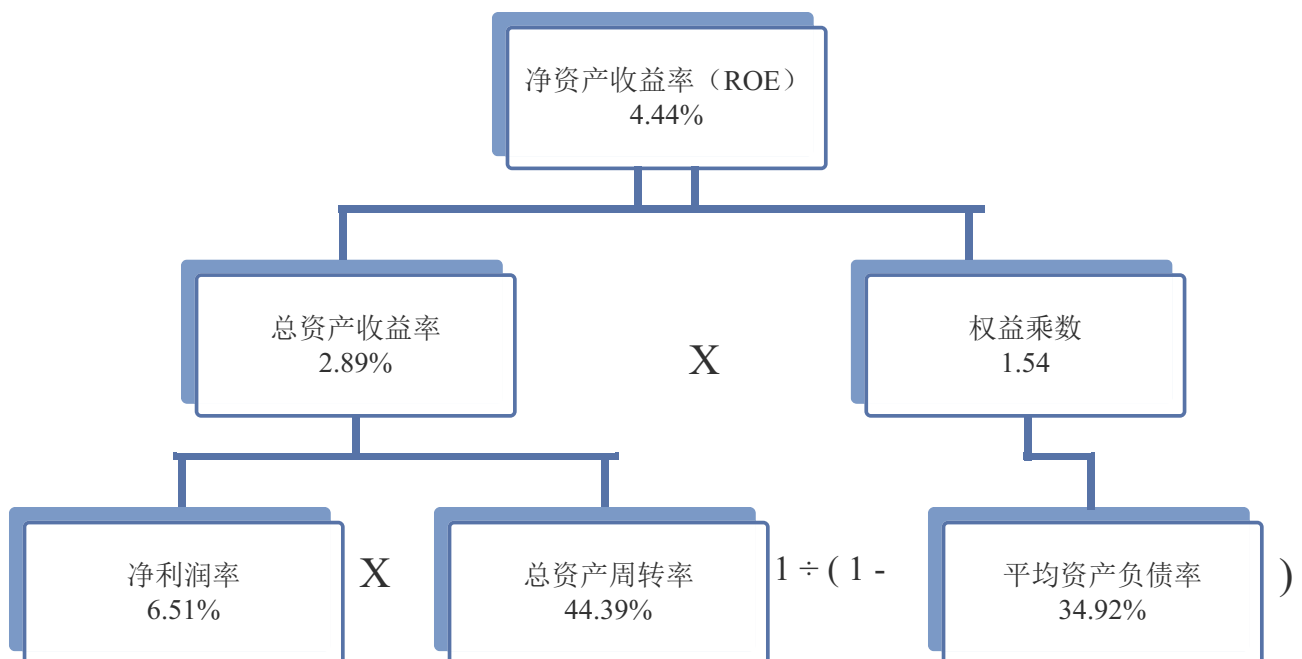 净资产收益率（ROE）
4.44%
总资产收益率
2.89%
X
权益乘数
1.54
净利润率
6.51%
X
总资产周转率
44.39%
1 ÷ ( 1 -
平均资产负债率
34.92%
)